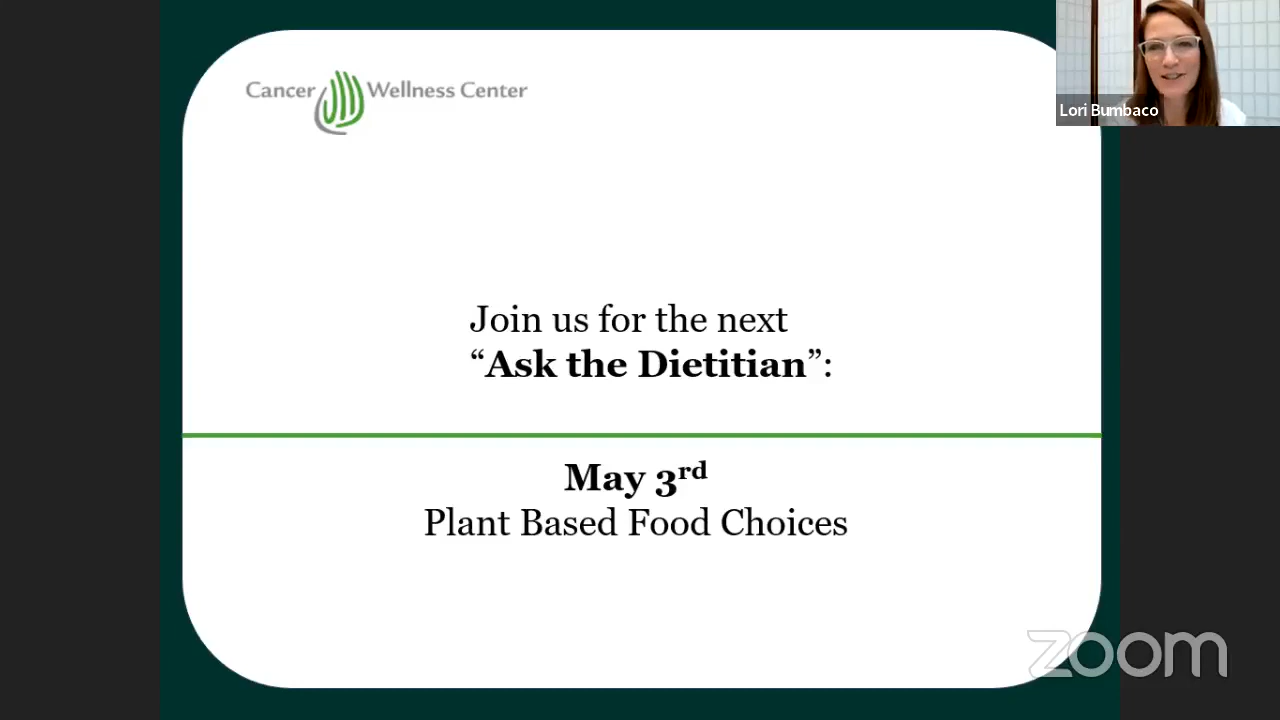 Cancer Wellness Center
Lori Bumbaco
Join us for the next
“Ask the Dietitian”:
May 3rd
Plant Based Food Choices
zoom